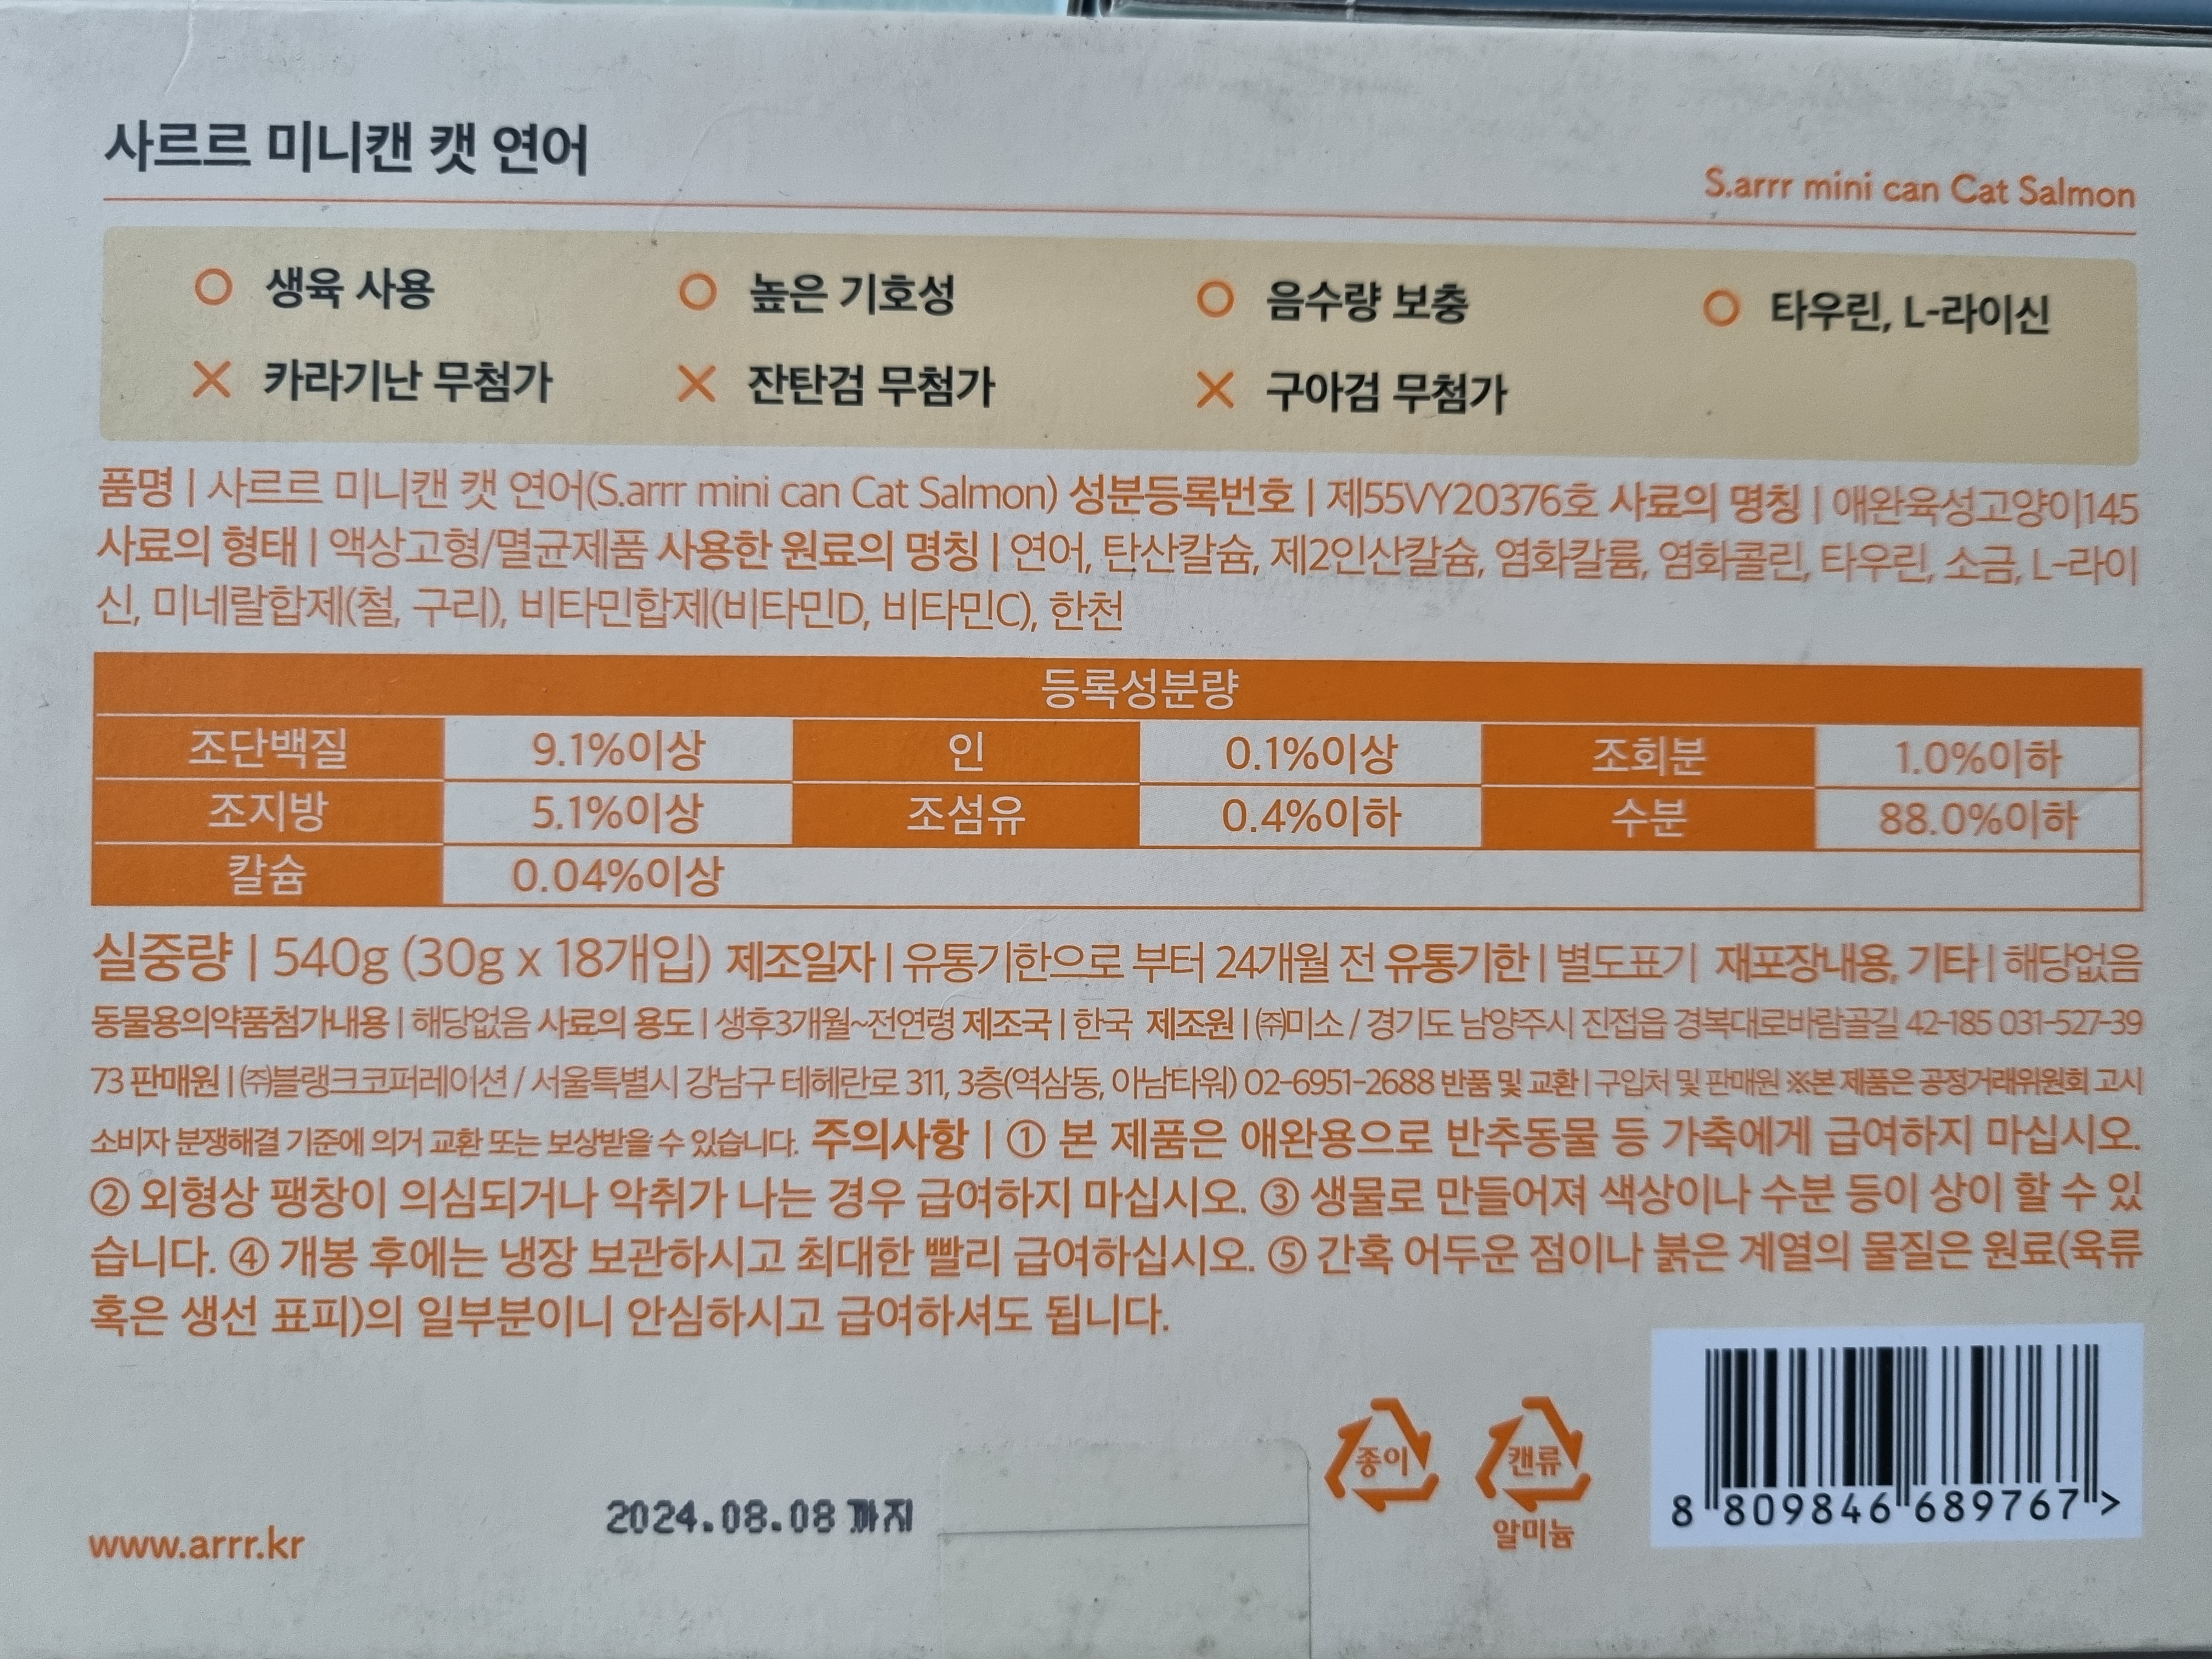 사르르 미니캔 캣 연어
S.arrr mini can Cat Salmon
○ 생육 사용 ○ 높은 기호성 ○ 음수량 보충 ○ 타우린, L-라이신
× 카라기난 무첨가 × 잔탄검 무첨가 × 구아검 무첨가
품명 | 사르르 미니캔 캣 연어(S.arrr mini can Cat Salmon) 성분등록번호 | 제55VY20376호 사료의 명칭 | 애완육성고양이145
사료의 형태 | 액상고형/멸균제품 사용한 원료의 명칭 | 연어, 탄산칼슘, 제2인산칼슘, 염화칼륨, 염화콜린, 타우린, 소금, L-라이
신, 미네랄합제(철, 구리), 비타민합제(비타민D, 비타민C), 한천
등록성분량
조단백질 9.1%이상 인 0.1%이상 조회분 1.0%이하
조지방 5.1%이상 조섬유 0.4%이하 수분 88.0%이하
칼슘 0.04%이상
실중량 | 540g (30g x 18개입) 제조일자 | 유통기한으로 부터 24개월 전 유통기한 | 별도표기 재포장내용, 기타 | 해당없음
동물용의약품첨가내용 | 해당없음 사료의 용도 | 생후3개월~전연령 제조국 | 한국 제조원 | ㈜미소 / 경기도 남양주시 진접읍 경복대로바람골길 42-185 031-527-39
73 판매원 | ㈜블랭크코퍼레이션 / 서울특별시 강남구 테헤란로 311, 3층(역삼동, 아남타워) 02-6951-2688 반품 및 교환 | 구입처 및 판매원 ※본 제품은 공정거래위원회 고시
소비자 분쟁해결 기준에 의거 교환 또는 보상받을 수 있습니다. 주의사항 | ① 본 제품은 애완용으로 반추동물 등 가축에게 급여하지 마십시오.
② 외형상 팽창이 의심되거나 악취가 나는 경우 급여하지 마십시오. ③ 생물로 만들어져 색상이나 수분 등이 상이 할 수 있
습니다. ④ 개봉 후에는 냉장 보관하시고 최대한 빨리 급여하십시오. ⑤ 간혹 어두운 점이나 붉은 계열의 물질은 원료(육류
혹은 생선 표피)의 일부분이니 안심하시고 급여하셔도 됩니다.
종이 캔류
알미늄
8 809846 689767 >
2024.08.08 까지
www.arrr.kr